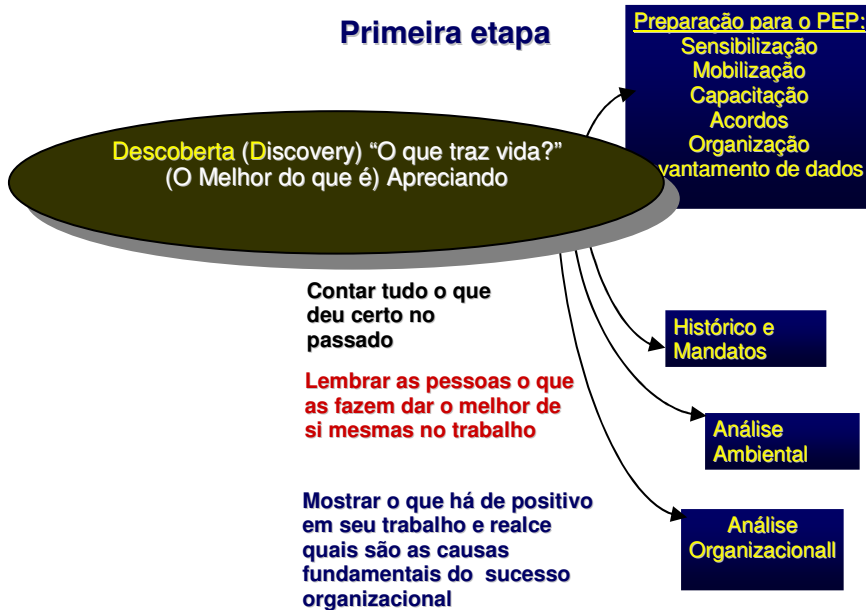 Primeira etapa
Preparação para o PEP:
Sensibilização
Mobilização
Capacitação
Acordos
Organização
vantamento de dados
Descoberta (Discovery) “O que traz vida?”
(O Melhor do que é) Apreciando
Contar tudo o que
deu certo no
passado
Lembrar as pessoas o que
as fazem dar o melhor de
si mesmas no trabalho
Mostrar o que há de positivo
em seu trabalho e realce
quais são as causas
fundamentais do sucesso
organizacional
Histórico e
Mandatos
Análise
Ambiental
Análise
Organizacionall